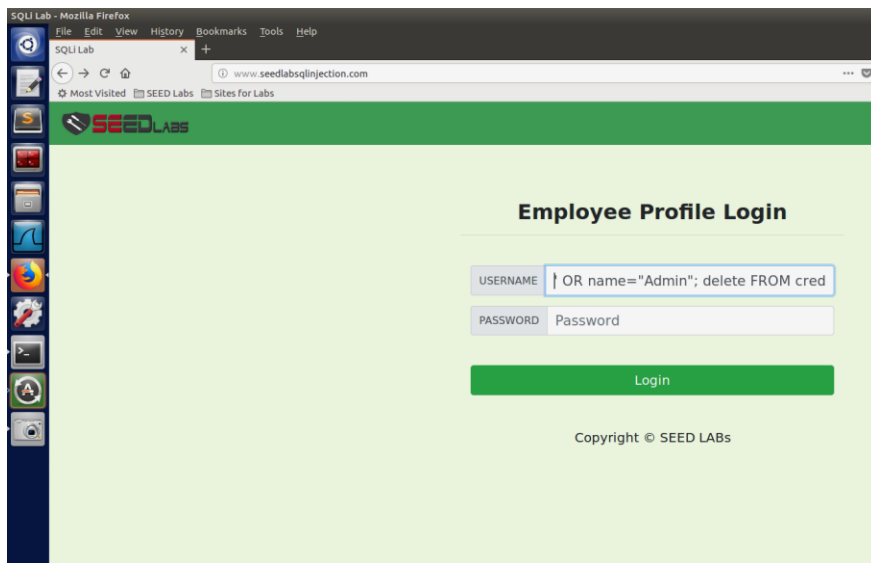 SQLi Lab - Mozilla Firefox
File Edit View History Bookmarks Tools Help
SQLi Lab × +
www.seedlabsqlinjection.com
Most Visited SEED Labs Sites for Labs
SEEDLABS
Employee Profile Login
USERNAME ' OR name="Admin"; delete FROM cred
PASSWORD Password
Login
Copyright © SEED LABs